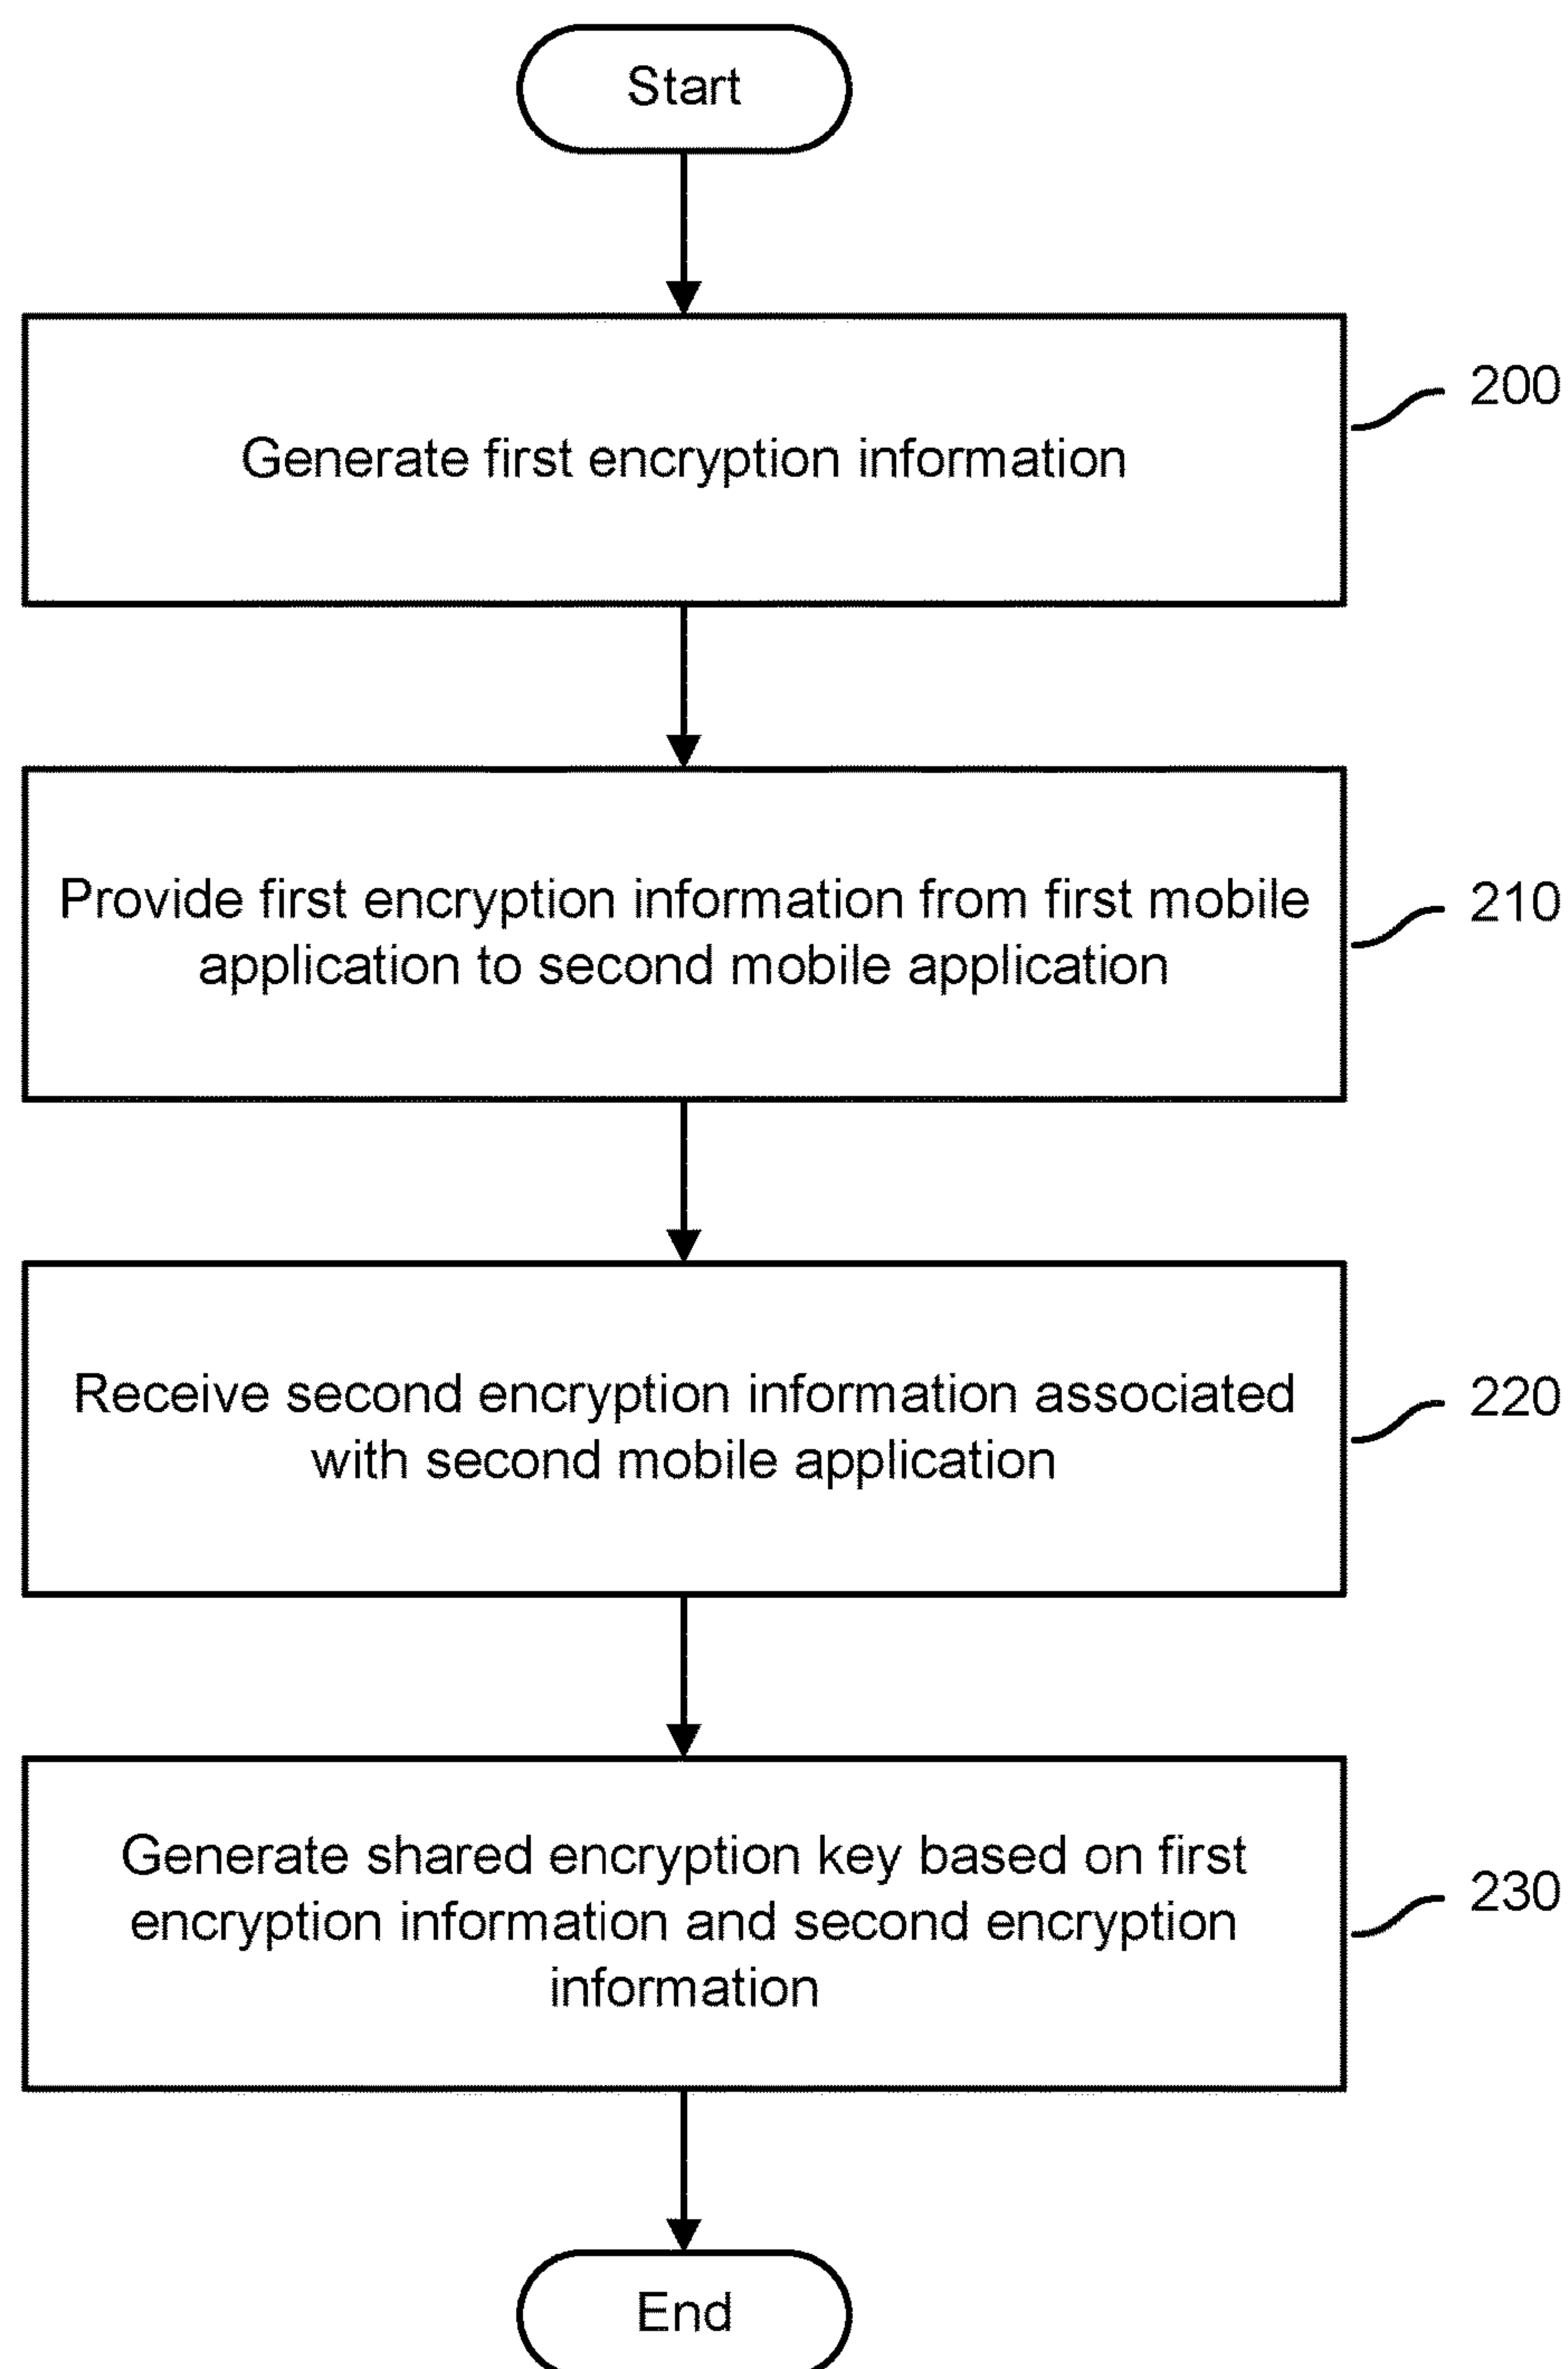 Start
Generate first encryption information
200
Provide first encryption information from first mobile
application to second mobile application
210
Receive second encryption information associated
with second mobile application
220
Generate shared encryption key based on first
encryption information and second encryption
information
230
End